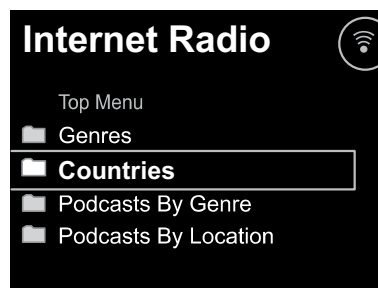 Internet Radio
Top Menu
Genres
Countries
Podcasts By Genre
Podcasts By Location